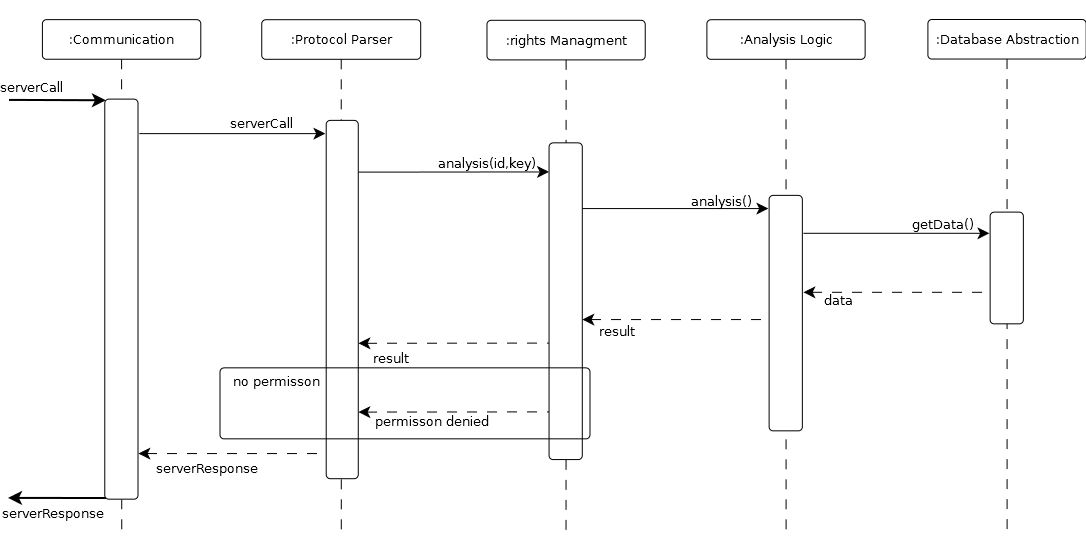 :Communication
:Protocol Parser
:rights Managment
:Analysis Logic
:Database Abstraction
serverCall
serverCall
analysis(id,key)
analysis()
getData()
data
result
result
no permisson
permisson denied
serverResponse
serverResponse